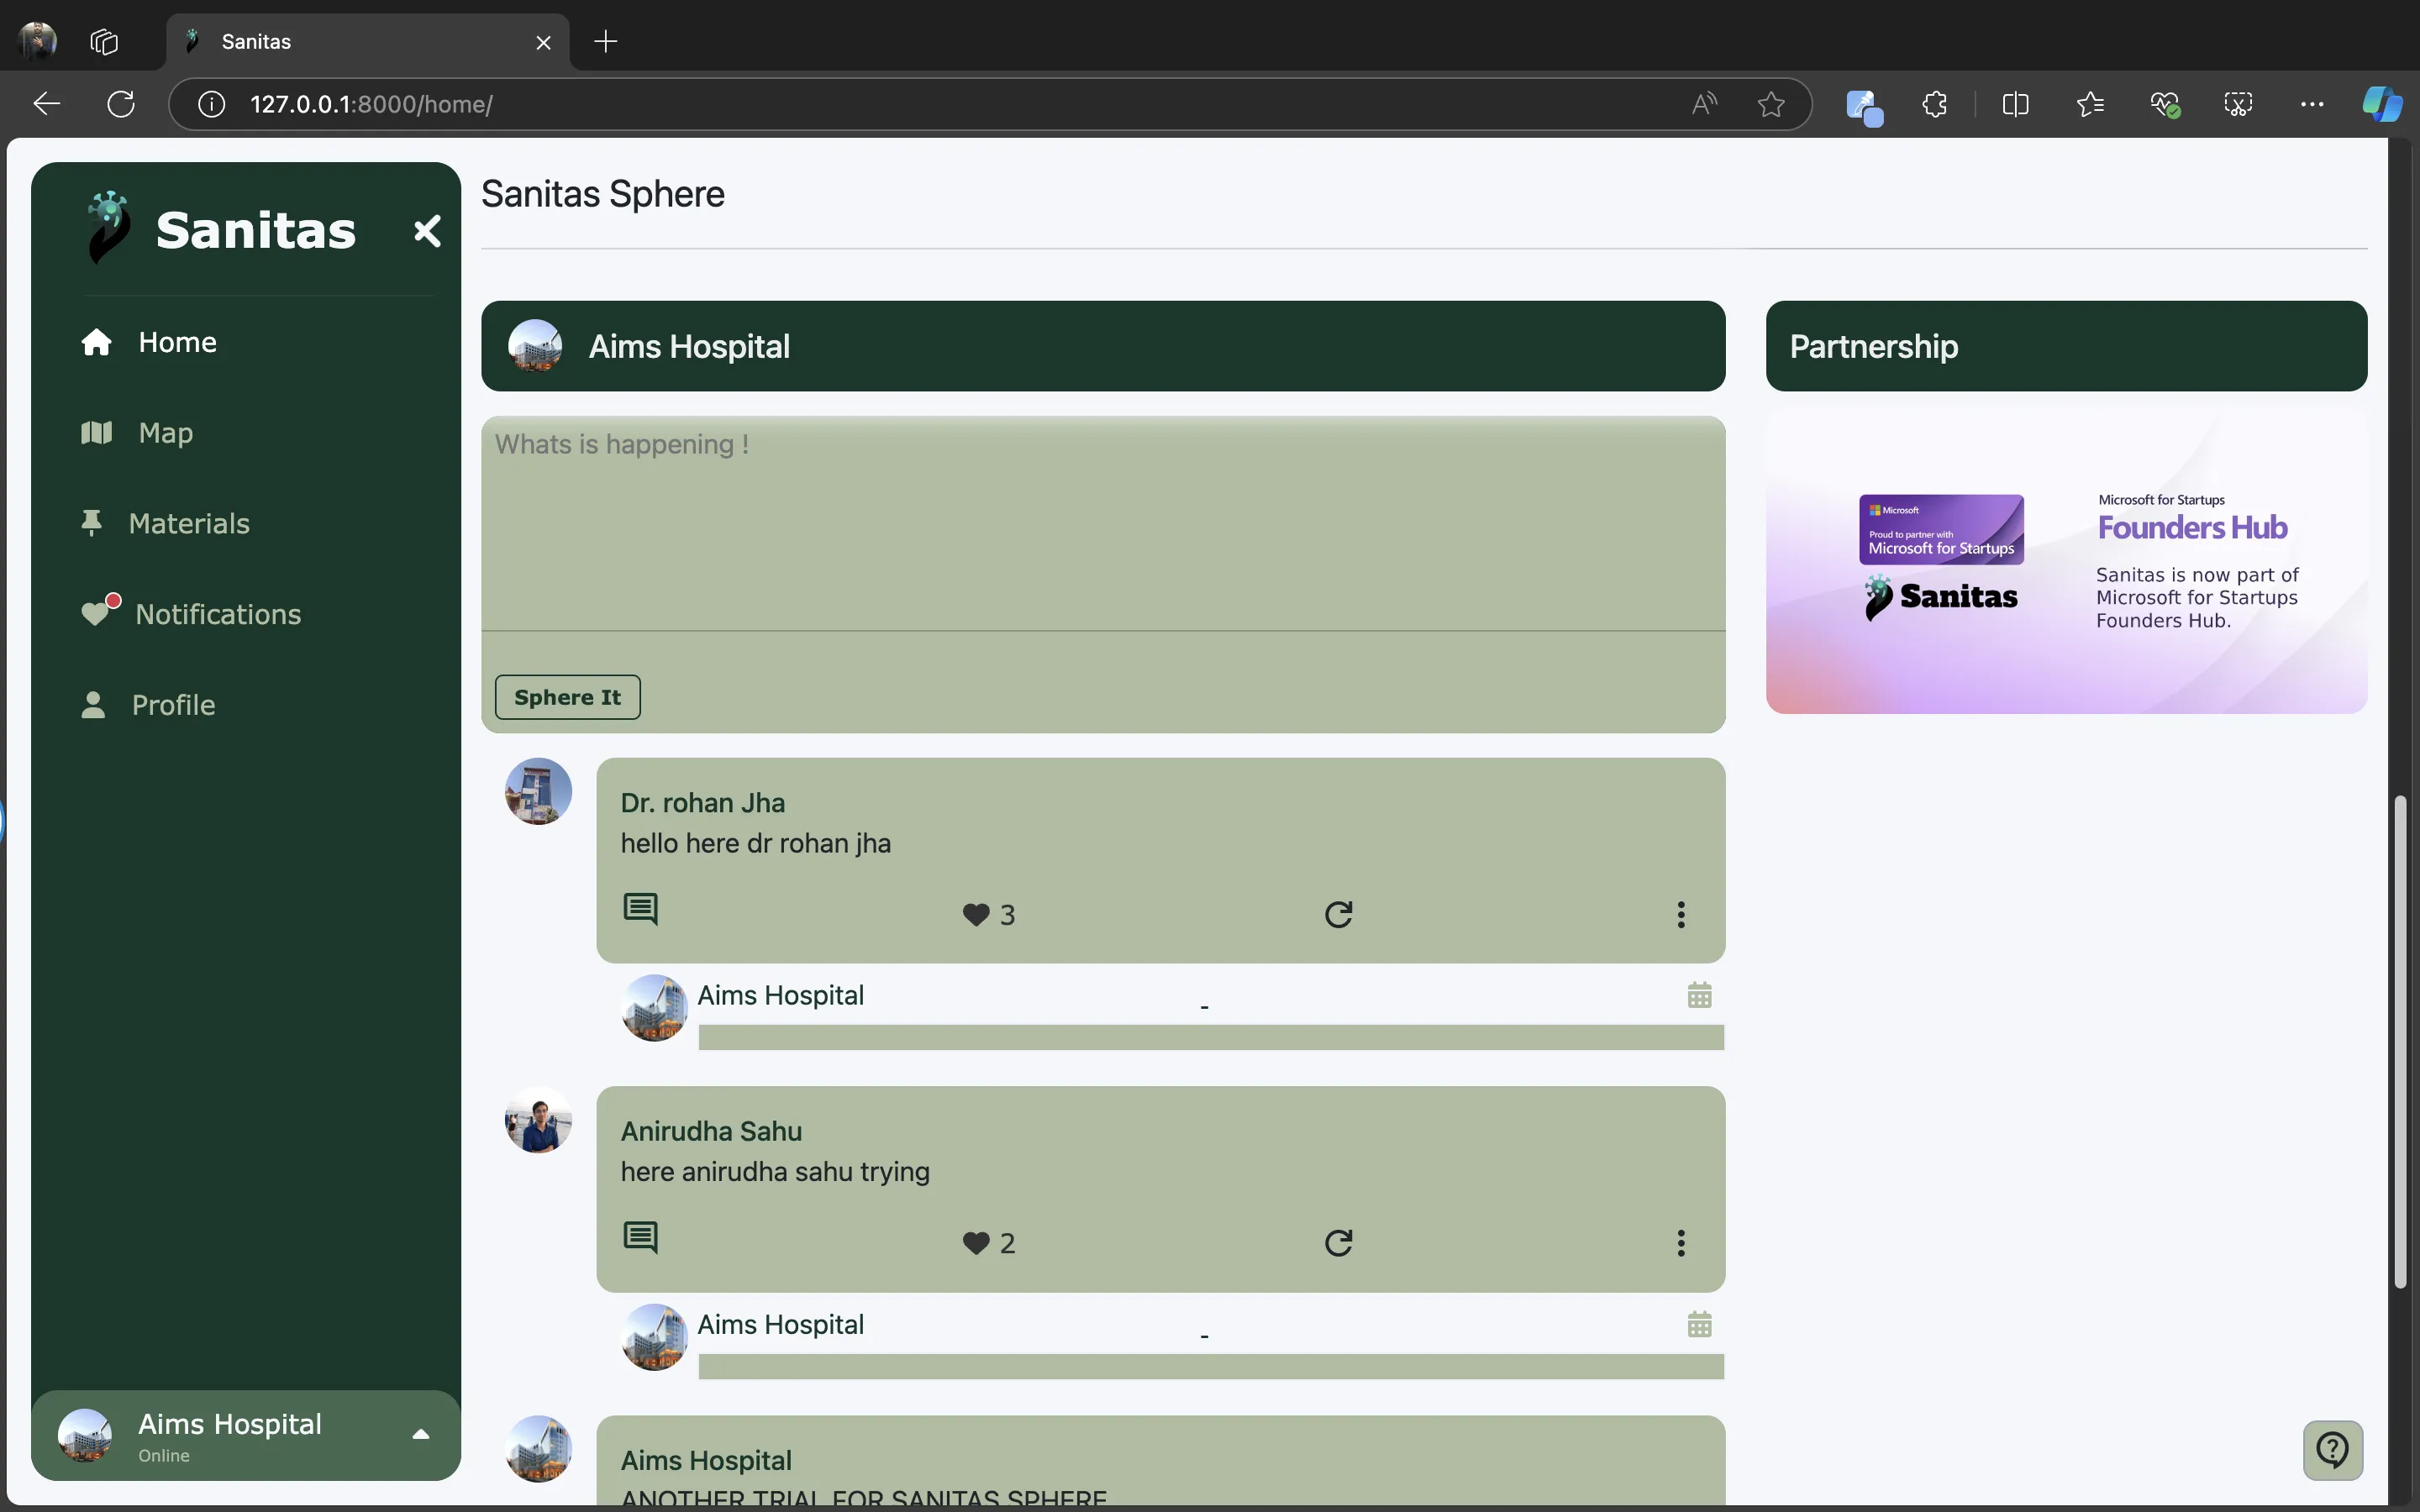 Sanitas
127.0.0.1:8000/home/
Sanitas
Home
Map
Materials
Notifications
Profile
Aims Hospital
Online
Sanitas Sphere
Aims Hospital
Whats is happening !
Sphere It
Dr. rohan Jha
hello here dr rohan jha
3
Aims Hospital
-
Anirudha Sahu
here anirudha sahu trying
2
Aims Hospital
-
Aims Hospital
ANOTHER TRIAL FOR SANITAS SPHERE
Partnership
Microsoft
Proud to partner with
Microsoft for Startups
Sanitas
Microsoft for Startups
Founders Hub
Sanitas is now part of
Microsoft for Startups
Founders Hub.